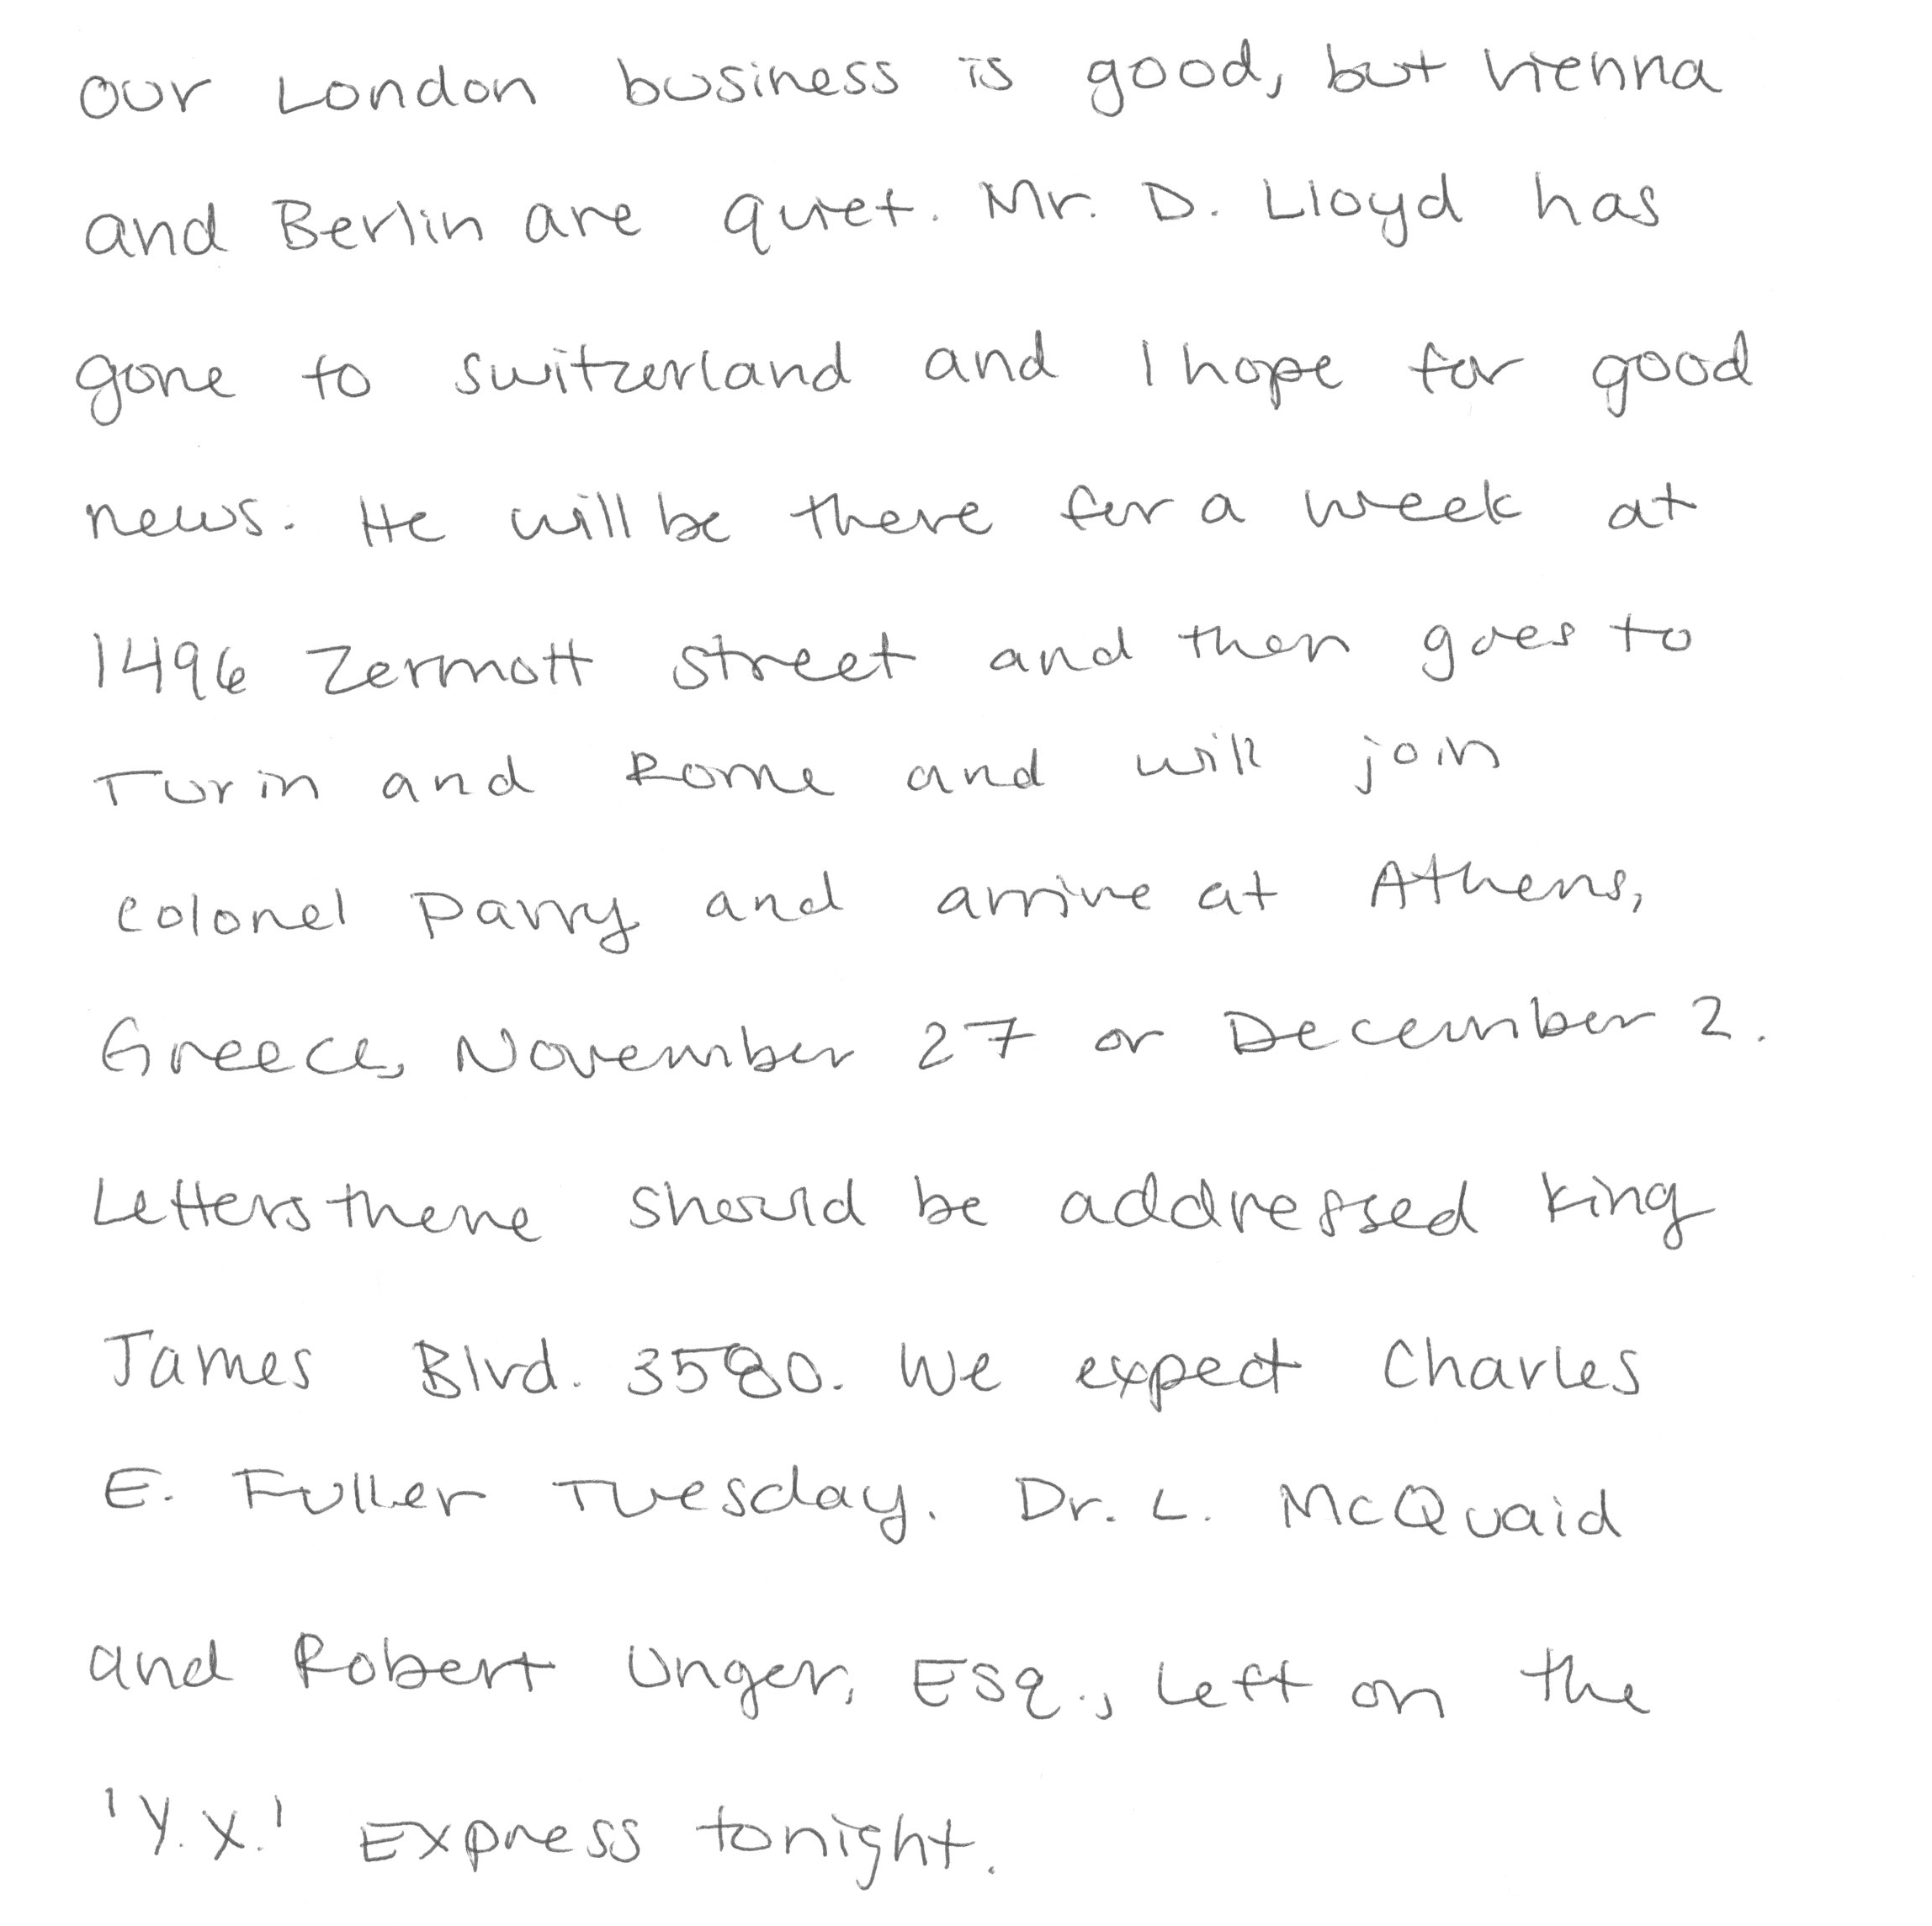 our London business is good, but Vienna
and Berlin are quiet. Mr. D. Lloyd has
gone to switzerland and I hope for good
news. He will be there for a week at
1496 Zermott street and then goes to
Turin and Rome and will join
colonel Parry and arrive at Athens,
Greece, November 27 or December 2.
Letters there should be addressed King
James Blvd. 3580. We expect Charles
E. Fuller Tuesday. Dr. L. McQuaid
and Robert Unger, Esq., left on the
'Y.X.' Express tonight.